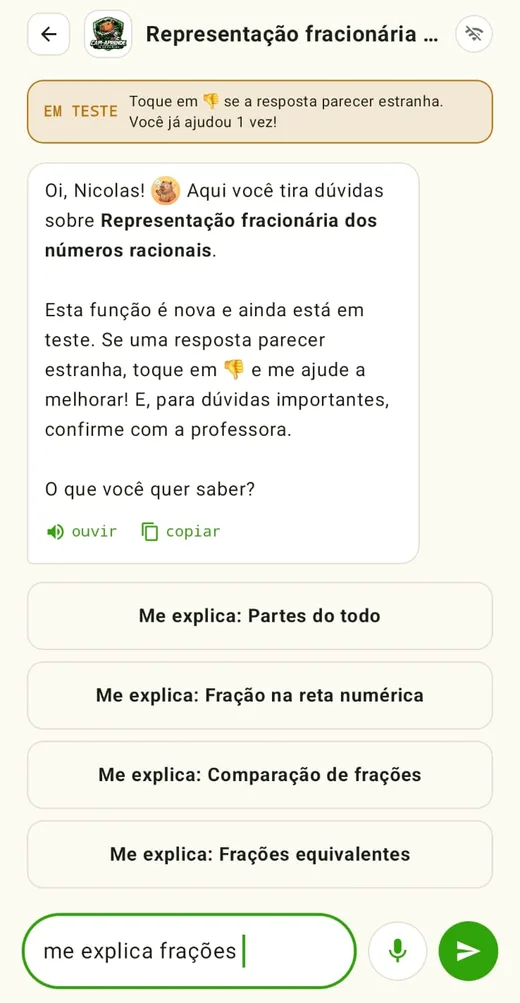 Representação fracionária ...
EM TESTE
Toque em 👎 se a resposta parecer estranha.
Você já ajudou 1 vez!
Oi, Nicolas! Aqui você tira dúvidas
sobre Representação fracionária dos
números racionais.
Esta função é nova e ainda está em
teste. Se uma resposta parecer
estranha, toque em 👎 e me ajude a
melhorar! E, para dúvidas importantes,
confirme com a professora.
O que você quer saber?
ouvir
copiar
Me explica: Partes do todo
Me explica: Fração na reta numérica
Me explica: Comparação de frações
Me explica: Frações equivalentes
me explica frações